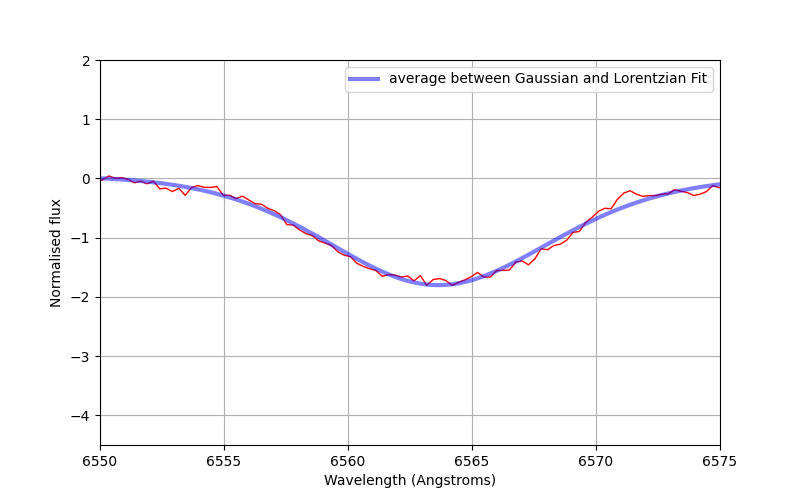 average between Gaussian and Lorentzian Fit
2
1
0
−1
−2
−3
−4
Normalised flux
6550 6555 6560 6565 6570 6575
Wavelength (Angstroms)